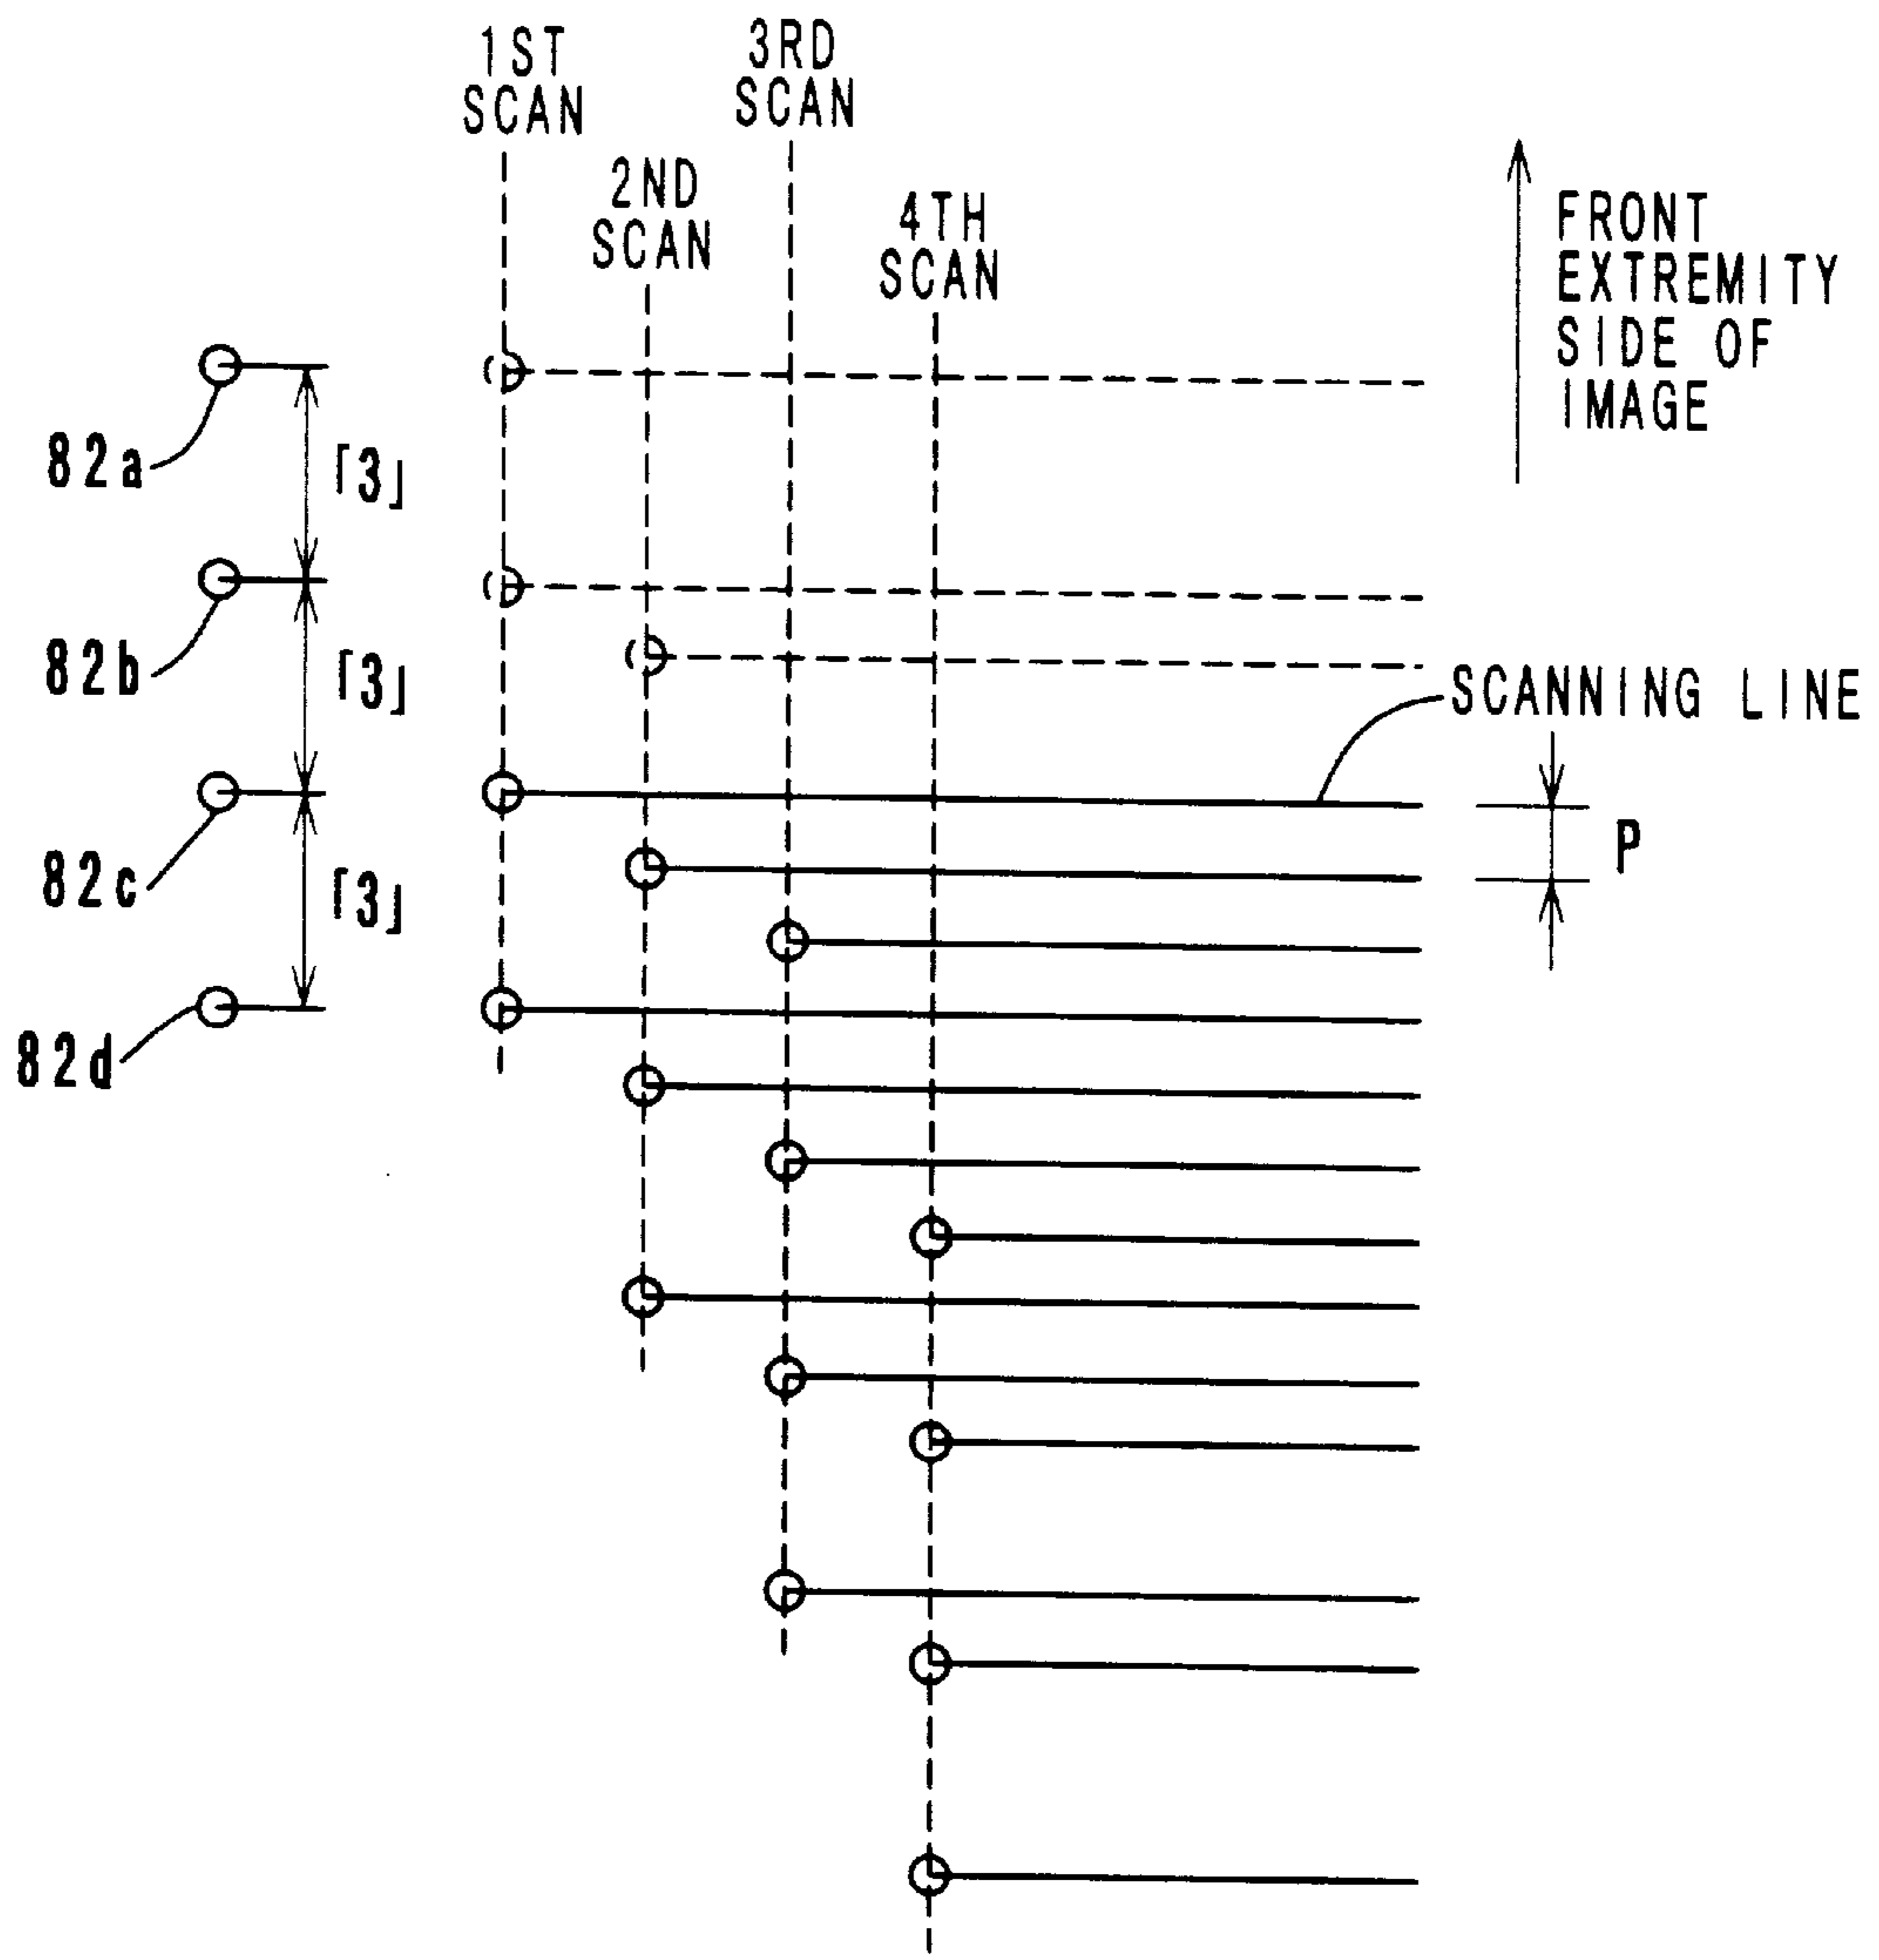 1ST
SCAN
3RD
SCAN
2ND
SCAN
4TH
SCAN
FRONT
EXTREMITY
SIDE OF
IMAGE
82a
「3」
82b
「3」
SCANNING LINE
P
82c
「3」
82d